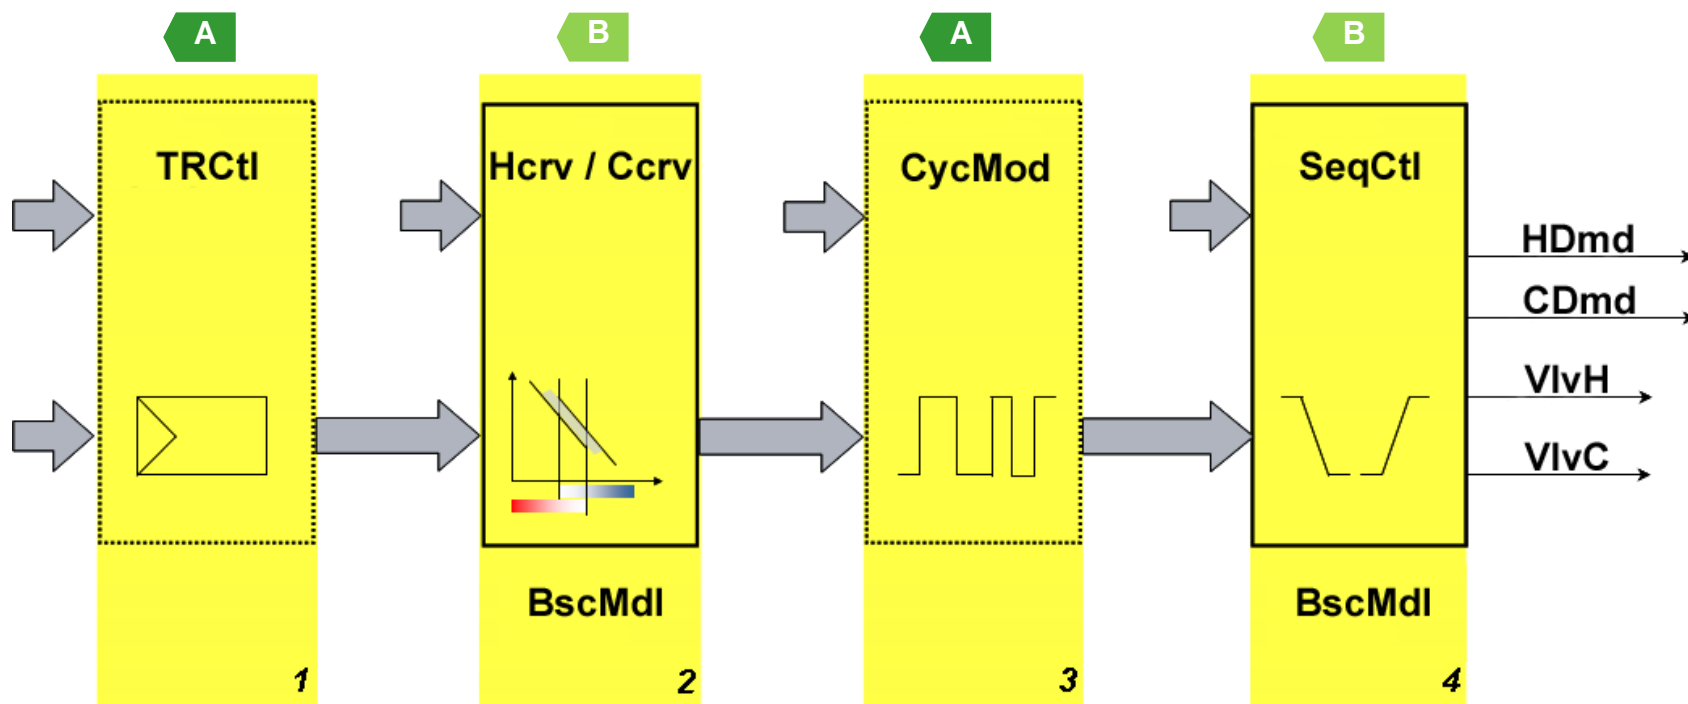 A
B
A
B
TRCtl
Hcrv / Ccrv
CycMod
SeqCtl
HDmd
CDmd
VlvH
VlvC
BscMdl
BscMdl
1
2
3
4